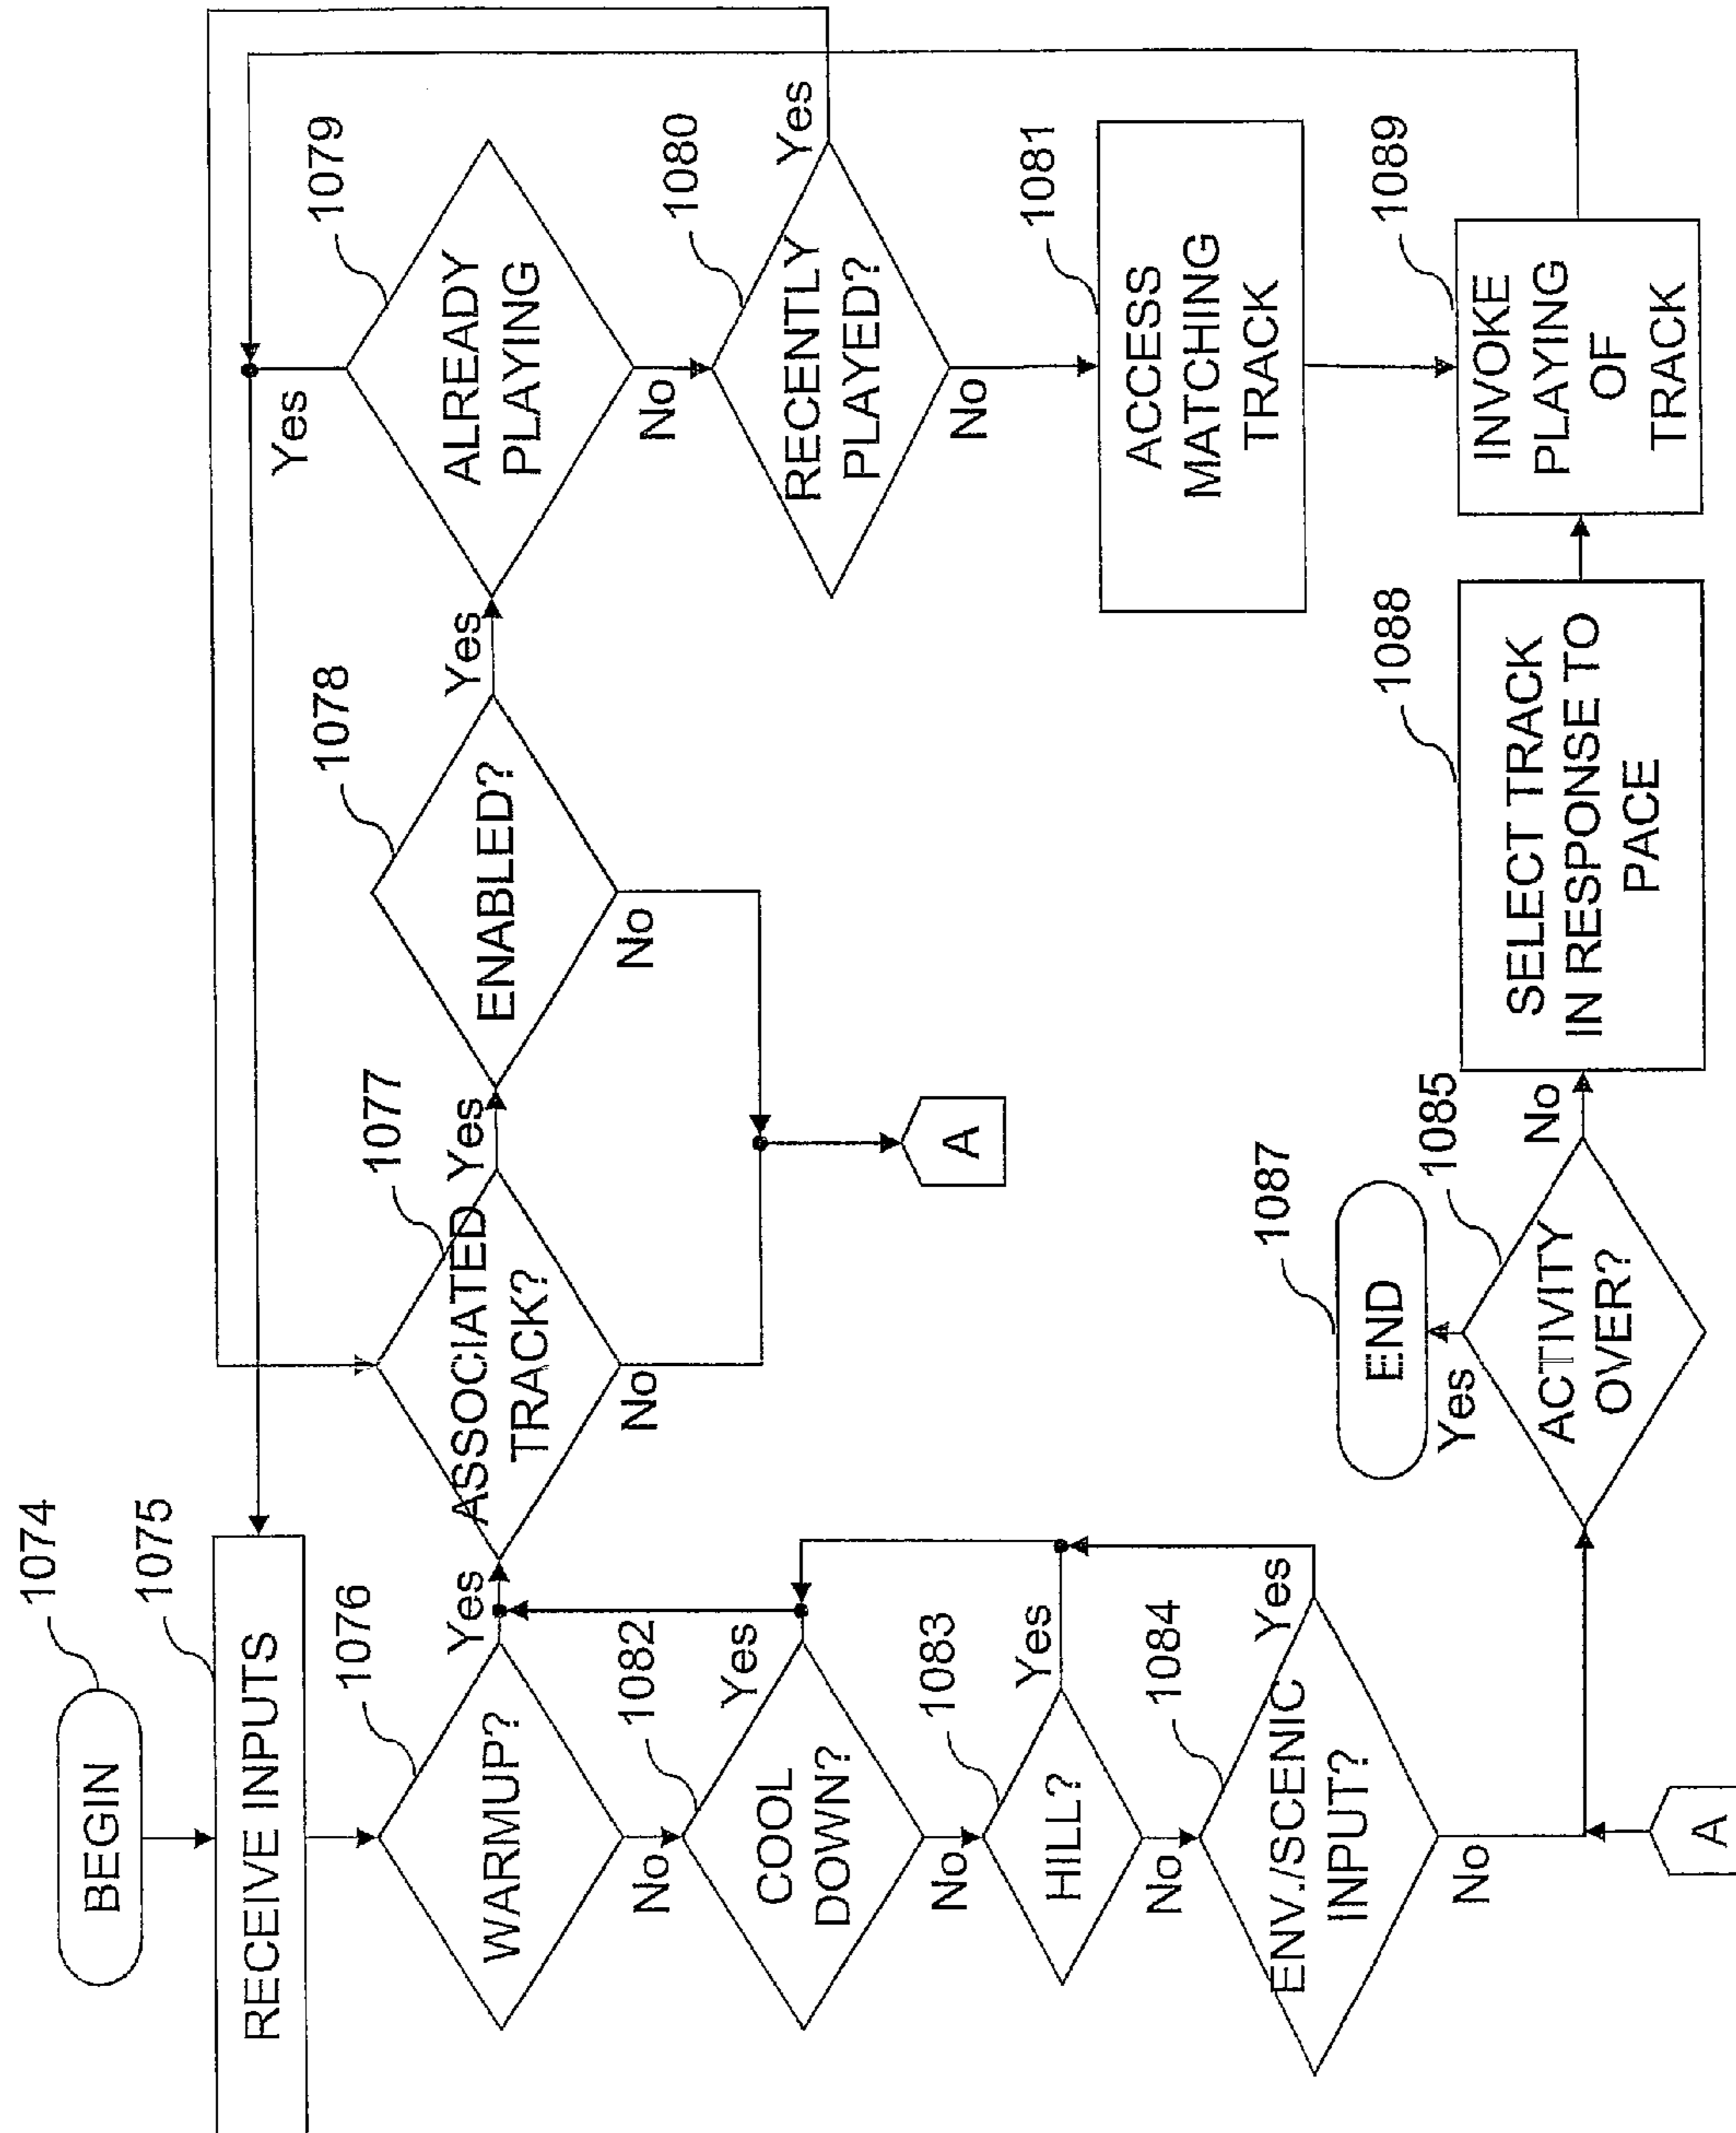 1074
BEGIN
1075
RECEIVE INPUTS
1076
WARMUP?
Yes
No
1077
ASSOCIATED
TRACK?
Yes
No
1078
ENABLED?
Yes
No
1079
ALREADY
PLAYING
Yes
No
1080
RECENTLY
PLAYED?
Yes
No
1081
ACCESS
MATCHING
TRACK
A
1082
COOL
DOWN?
Yes
No
1083
HILL?
Yes
No
1084
ENV./SCENIC
INPUT?
Yes
No
A
1085
ACTIVITY
OVER?
Yes
No
1087
END
1088
SELECT TRACK
IN RESPONSE TO
PACE
1089
INVOKE
PLAYING
OF
TRACK